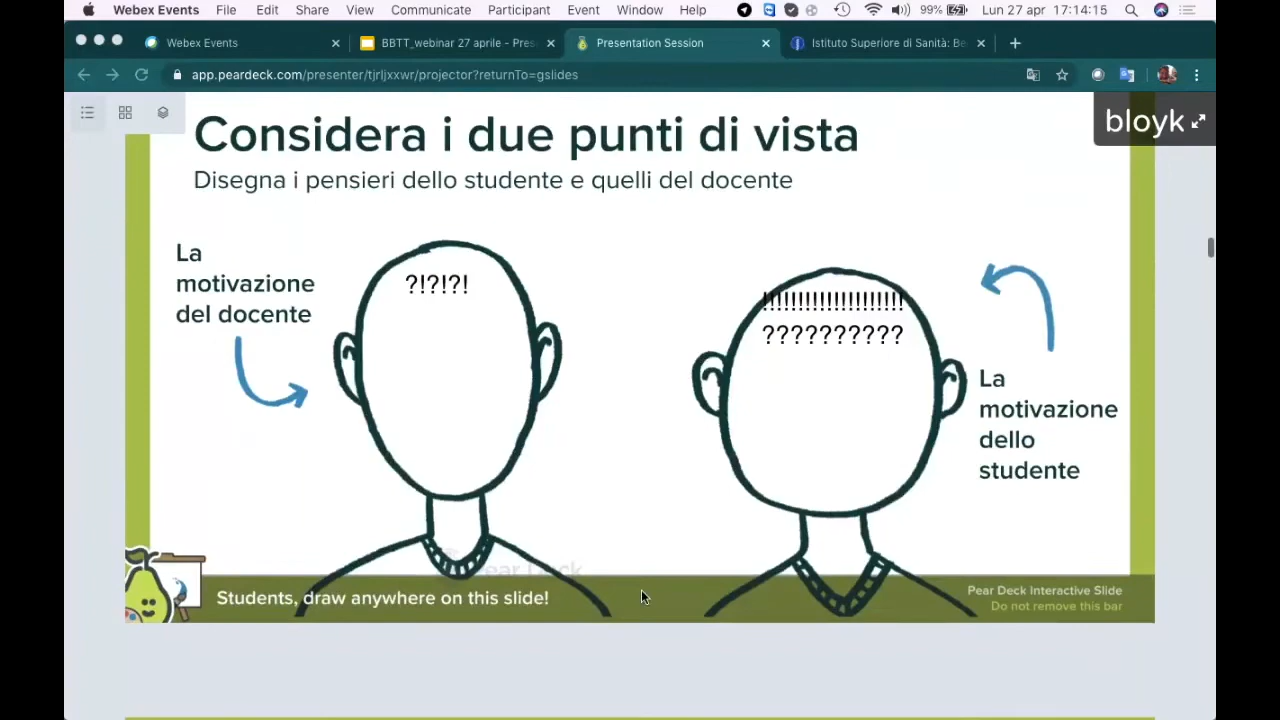 Webex Events File Edit Share View Communicate Participant Event Window Help 99% Lun 27 apr 17:14:15
Webex Events BBTT_webinar 27 aprile - Pres Presentation Session Istituto Superiore di Sanità: Be
app.peardeck.com/presenter/tjrljxxwr/projector?returnTo=gslides
bloyk
Considera i due punti di vista
Disegna i pensieri dello studente e quelli del docente
La
motivazione
del docente
?!?!?!
!!!!!!!!!!!!!!!!!!!!
??????????
La
motivazione
dello
studente
Pear Deck
Students, draw anywhere on this slide!
Pear Deck Interactive Slide
Do not remove this bar